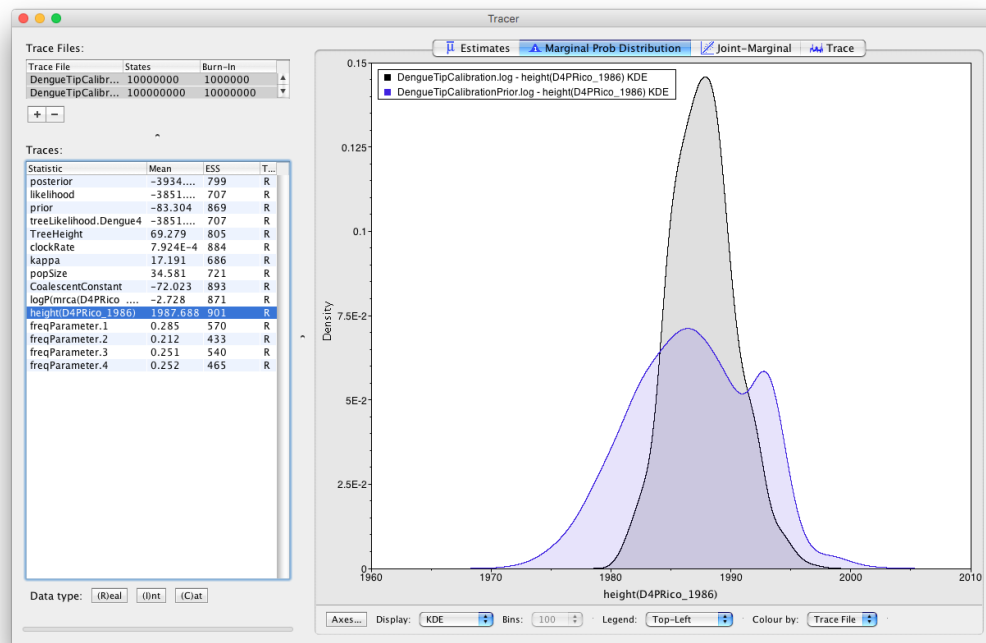 Tracer
Trace Files:
Trace File States Burn-In
DengueTipCalibr... 10000000 1000000
DengueTipCalibr... 100000000 10000000
+ −
Traces:
Statistic Mean ESS T...
posterior -3934.... 799 R
likelihood -3851.... 707 R
prior -83.304 869 R
treeLikelihood.Dengue4 -3851.... 707 R
TreeHeight 69.279 805 R
clockRate 7.924E-4 884 R
kappa 17.191 686 R
popSize 34.581 721 R
CoalescentConstant -72.023 893 R
logP(mrca(D4PRico .... -2.728 871 R
height(D4PRico_1986) 1987.688 901 R
freqParameter.1 0.285 570 R
freqParameter.2 0.212 433 R
freqParameter.3 0.251 540 R
freqParameter.4 0.252 465 R
Data type: (R)eal (I)nt (C)at
Estimates Marginal Prob Distribution Joint-Marginal Trace
DengueTipCalibration.log - height(D4PRico_1986) KDE
DengueTipCalibrationPrior.log - height(D4PRico_1986) KDE
0.15
0.125
0.1
7.5E-2
5E-2
2.5E-2
0
Density
1960 1970 1980 1990 2000 2010
height(D4PRico_1986)
Axes... Display: KDE Bins: 100 Legend: Top-Left Colour by: Trace File